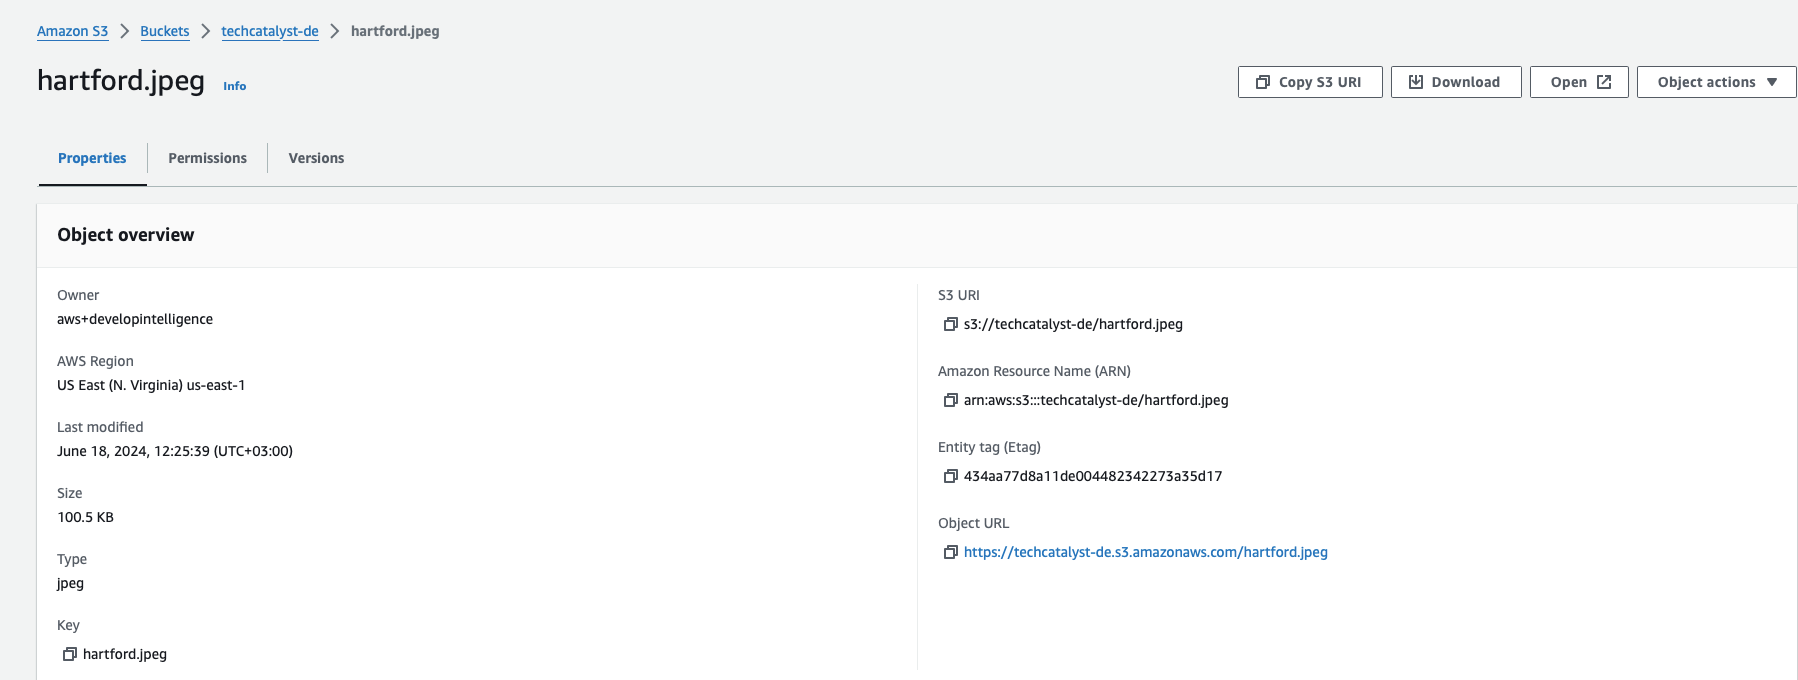 Amazon S3 > Buckets > techcatalyst-de > hartford.jpeg
hartford.jpeg Info
Copy S3 URI Download Open Object actions
Properties Permissions Versions
Object overview
Owner
aws+developintelligence
AWS Region
US East (N. Virginia) us-east-1
Last modified
June 18, 2024, 12:25:39 (UTC+03:00)
Size
100.5 KB
Type
jpeg
Key
hartford.jpeg
S3 URI
s3://techcatalyst-de/hartford.jpeg
Amazon Resource Name (ARN)
arn:aws:s3:::techcatalyst-de/hartford.jpeg
Entity tag (Etag)
434aa77d8a11de004482342273a35d17
Object URL
https://techcatalyst-de.s3.amazonaws.com/hartford.jpeg